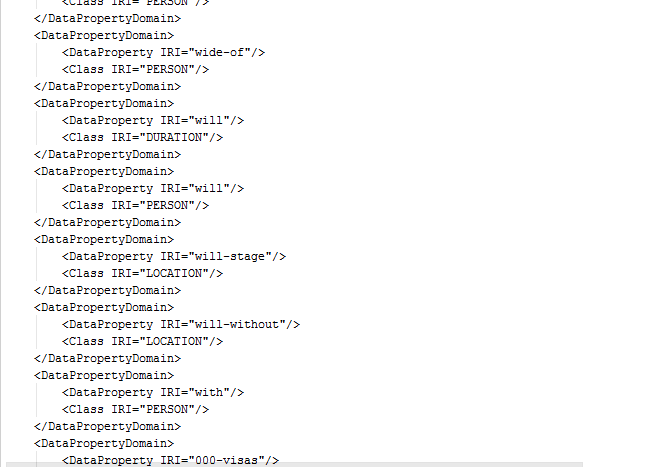 <Class IRI="PERSON"/>
</DataPropertyDomain>
<DataPropertyDomain>
<DataProperty IRI="wide-of"/>
<Class IRI="PERSON"/>
</DataPropertyDomain>
<DataPropertyDomain>
<DataProperty IRI="will"/>
<Class IRI="DURATION"/>
</DataPropertyDomain>
<DataPropertyDomain>
<DataProperty IRI="will"/>
<Class IRI="PERSON"/>
</DataPropertyDomain>
<DataPropertyDomain>
<DataProperty IRI="will-stage"/>
<Class IRI="LOCATION"/>
</DataPropertyDomain>
<DataPropertyDomain>
<DataProperty IRI="will-without"/>
<Class IRI="LOCATION"/>
</DataPropertyDomain>
<DataPropertyDomain>
<DataProperty IRI="with"/>
<Class IRI="PERSON"/>
</DataPropertyDomain>
<DataPropertyDomain>
<DataProperty IRI="000-visas"/>